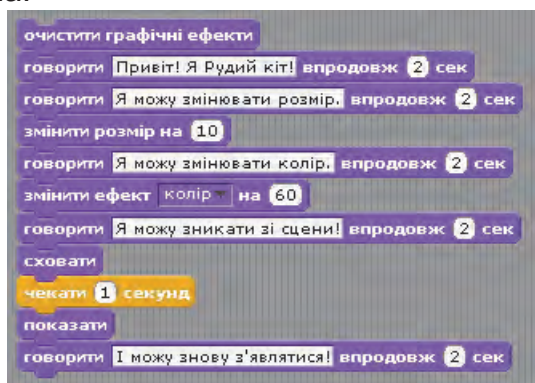 очистити графічні ефекти
говорити Привіт! Я Рудий кіт! впродовж 2 сек
говорити Я можу змінювати розмір. впродовж 2 сек
змінити розмір на 10
говорити Я можу змінювати колір. впродовж 2 сек
змінити ефект колір на 60
говорити Я можу зникати зі сцени! впродовж 2 сек
сховати
чекати 1 секунд
показати
говорити І можу знову з'являтися! впродовж 2 сек